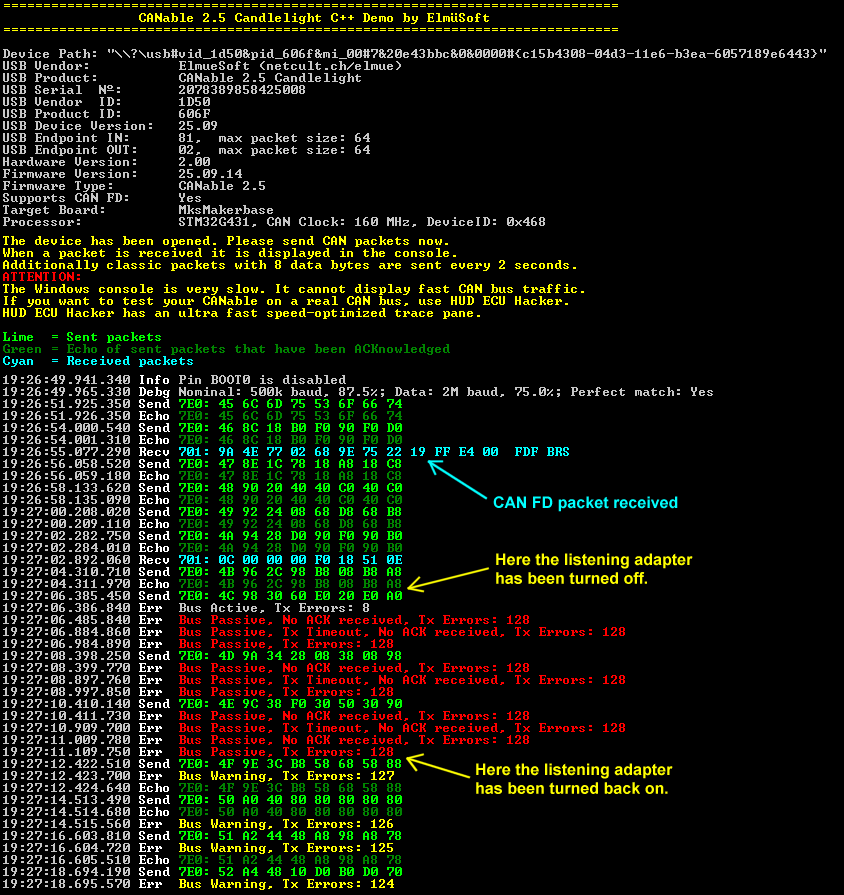 ===========================================================================
CANable 2.5 Candlelight C++ Demo by ElmüSoft
===========================================================================
Device Path: "\\?\usb#vid_1d50&pid_606f&mi_00#7&20e43bbc&0&0000#{c15b4308-04d3-11e6-b3ea-6057189e6443}"
USB Vendor: ElmueSoft (netcult.ch/elmue)
USB Product: CANable 2.5 Candlelight
USB Serial Nº: 2078389858425008
USB Vendor ID: 1D50
USB Product ID: 606F
USB Device Version: 25.09
USB Endpoint IN: 81, max packet size: 64
USB Endpoint OUT: 02, max packet size: 64
Hardware Version: 2.00
Firmware Version: 25.09.14
Firmware Type: CANable 2.5
Supports CAN FD: Yes
Target Board: MksMakerbase
Processor: STM32G431, CAN Clock: 160 MHz, DeviceID: 0x468
The device has been opened. Please send CAN packets now.
When a packet is received it is displayed in the console.
Additionally classic packets with 8 data bytes are sent every 2 seconds.
ATTENTION:
The Windows console is very slow. It cannot display fast CAN bus traffic.
If you want to test your CANable on a real CAN bus, use HUD ECU Hacker.
HUD ECU Hacker has an ultra fast speed-optimized trace pane.
Lime = Sent packets
Green = Echo of sent packets that have been ACKnowledged
Cyan = Received packets
19:26:49.941.340 Info Pin BOOT0 is disabled
19:26:49.965.330 Debg Nominal: 500k baud, 87.5%; Data: 2M baud, 75.0%; Perfect match: Yes
19:26:51.925.350 Send 7E0: 45 6C 6D 75 53 6F 66 74
19:26:51.926.350 Echo 7E0: 45 6C 6D 75 53 6F 66 74
19:26:54.000.540 Send 7E0: 46 8C 18 B0 F0 90 F0 D0
19:26:54.001.310 Echo 7E0: 46 8C 18 B0 F0 90 F0 D0
19:26:55.077.290 Recv 701: 9A 4E 77 02 68 9E 75 22 19 FF E4 00 FDF BRS
19:26:56.058.520 Send 7E0: 47 8E 1C 78 18 A8 18 C8
19:26:56.059.180 Echo 7E0: 47 8E 1C 78 18 A8 18 C8
19:26:58.133.620 Send 7E0: 48 90 20 40 40 C0 40 C0
19:26:58.135.090 Echo 7E0: 48 90 20 40 40 C0 40 C0
CAN FD packet received
19:27:00.208.020 Send 7E0: 49 92 24 08 68 D8 68 B8
19:27:00.209.110 Echo 7E0: 49 92 24 08 68 D8 68 B8
19:27:02.282.750 Send 7E0: 4A 94 28 D0 90 F0 90 B0
19:27:02.284.010 Echo 7E0: 4A 94 28 D0 90 F0 90 B0
19:27:02.892.060 Recv 701: 0C 00 00 00 F0 18 51 0E
19:27:04.310.710 Send 7E0: 4B 96 2C 98 B8 08 B8 A8
19:27:04.311.970 Echo 7E0: 4B 96 2C 98 B8 08 B8 A8
Here the listening adapter
has been turned off.
19:27:06.385.450 Send 7E0: 4C 98 30 60 E0 20 E0 A0
19:27:06.386.840 Err Bus Active, Tx Errors: 8
19:27:06.485.840 Err Bus Passive, No ACK received, Tx Errors: 128
19:27:06.884.860 Err Bus Passive, Tx Timeout, No ACK received, Tx Errors: 128
19:27:06.984.890 Err Bus Passive, Tx Errors: 128
19:27:08.398.250 Send 7E0: 4D 9A 34 28 08 38 08 98
19:27:08.399.770 Err Bus Passive, No ACK received, Tx Errors: 128
19:27:08.897.760 Err Bus Passive, Tx Timeout, No ACK received, Tx Errors: 128
19:27:08.997.850 Err Bus Passive, Tx Errors: 128
19:27:10.410.140 Send 7E0: 4E 9C 38 F0 30 50 30 90
19:27:10.411.730 Err Bus Passive, No ACK received, Tx Errors: 128
19:27:10.909.700 Err Bus Passive, Tx Timeout, No ACK received, Tx Errors: 128
19:27:11.009.780 Err Bus Passive, No ACK received, Tx Errors: 128
19:27:11.109.750 Err Bus Passive, Tx Errors: 128
19:27:12.422.510 Send 7E0: 4F 9E 3C B8 58 68 58 88
19:27:12.423.700 Err Bus Warning, Tx Errors: 127
19:27:12.424.640 Echo 7E0: 4F 9E 3C B8 58 68 58 88
Here the listening adapter
has been turned back on.
19:27:14.513.490 Send 7E0: 50 A0 40 80 80 80 80 80
19:27:14.514.680 Echo 7E0: 50 A0 40 80 80 80 80 80
19:27:14.515.560 Err Bus Warning, Tx Errors: 126
19:27:16.603.810 Send 7E0: 51 A2 44 48 A8 98 A8 78
19:27:16.604.720 Err Bus Warning, Tx Errors: 125
19:27:16.605.510 Echo 7E0: 51 A2 44 48 A8 98 A8 78
19:27:18.694.190 Send 7E0: 52 A4 48 10 D0 B0 D0 70
19:27:18.695.570 Err Bus Warning, Tx Errors: 124